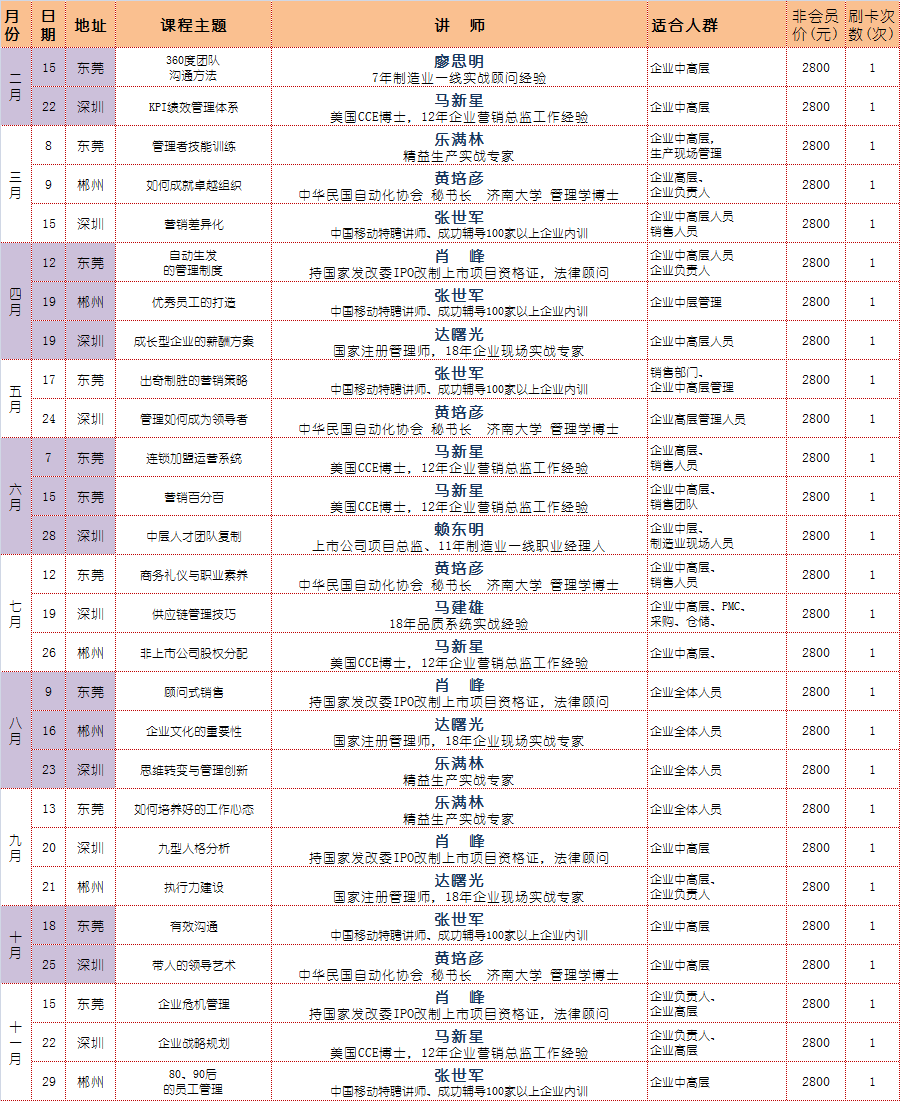 月份 日期 地址 课程主题 讲 师 适合人群 非会员价(元) 刷卡次数(次)
二月 15 东莞 360度团队沟通方法 廖思明 7年制造业一线实战顾问经验 企业中高层 2800 1
22 深圳 KPI绩效管理体系 马新星 美国CCE博士，12年企业营销总监工作经验 企业中高层 2800 1
三月 8 东莞 管理者技能训练 乐满林 精益生产实战专家 企业中高层，生产现场管理 2800 1
9 郴州 如何成就卓越组织 黄培彦 中华民国自动化协会 秘书长 济南大学 管理学博士 企业高层、企业负责人 2800 1
15 深圳 营销差异化 张世军 中国移动特聘讲师、成功辅导100家以上企业内训 企业中高层人员销售人员 2800 1
四月 12 东莞 自动生发的管理制度 肖 峰 持国家发改委IPO改制上市项目资格证，法律顾问 企业中高层人员企业负责人 2800 1
19 郴州 优秀员工的打造 张世军 中国移动特聘讲师、成功辅导100家以上企业内训 企业中层管理 2800 1
19 深圳 成长型企业的薪酬方案 达曙光 国家注册管理师，18年企业现场实战专家 企业中高层人员 2800 1
五月 17 东莞 出奇制胜的营销策略 张世军 中国移动特聘讲师、成功辅导100家以上企业内训 销售部门、企业中高层管理 2800 1
24 深圳 管理如何成为领导者 黄培彦 中华民国自动化协会 秘书长 济南大学 管理学博士 企业高层管理人员 2800 1
六月 7 东莞 连锁加盟运营系统 马新星 美国CCE博士，12年企业营销总监工作经验 企业高层、销售人员 2800 1
15 东莞 营销百分百 马新星 美国CCE博士，12年企业营销总监工作经验 企业中高层、销售团队 2800 1
28 深圳 中层人才团队复制 赖东明 上市公司项目总监、11年制造业一线职业经理人 企业中层、制造业现场人员 2800 1
七月 12 东莞 商务礼仪与职业素养 黄培彦 中华民国自动化协会 秘书长 济南大学 管理学博士 企业中高层、销售人员 2800 1
19 深圳 供应链管理技巧 马建雄 18年品质系统实战经验 企业中高层、PMC、采购、仓储、 2800 1
26 郴州 非上市公司股权分配 马新星 美国CCE博士，12年企业营销总监工作经验 企业中高层、 2800 1
八月 9 东莞 顾问式销售 肖 峰 持国家发改委IPO改制上市项目资格证，法律顾问 企业全体人员 2800 1
16 郴州 企业文化的重要性 达曙光 国家注册管理师，18年企业现场实战专家 企业全体人员 2800 1
23 深圳 思维转变与管理创新 乐满林 精益生产实战专家 企业全体人员 2800 1
九月 13 东莞 如何培养好的工作心态 乐满林 精益生产实战专家 企业全体人员 2800 1
20 深圳 九型人格分析 肖 峰 持国家发改委IPO改制上市项目资格证，法律顾问 企业中高层 2800 1
21 郴州 执行力建设 达曙光 国家注册管理师，18年企业现场实战专家 企业中高层、企业负责人 2800 1
十月 18 东莞 有效沟通 张世军 中国移动特聘讲师、成功辅导100家以上企业内训 企业中高层 2800 1
25 深圳 带人的领导艺术 黄培彦 中华民国自动化协会 秘书长 济南大学 管理学博士 企业中高层 2800 1
十一月 15 东莞 企业危机管理 肖 峰 持国家发改委IPO改制上市项目资格证，法律顾问 企业负责人、企业高层 2800 1
22 深圳 企业战略规划 马新星 美国CCE博士，12年企业营销总监工作经验 企业负责人、企业高层 2800 1
29 郴州 80、90后的员工管理 张世军 中国移动特聘讲师、成功辅导100家以上企业内训 企业中高层 2800 1